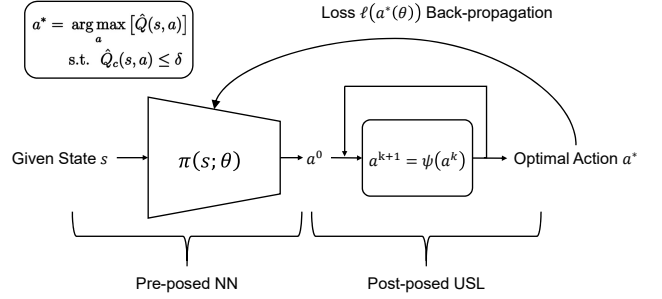 Loss ℓ(a*(θ)) Back-propagation
a* = arg max [Q̂(s, a)]
a
s.t. Q̂c(s, a) ≤ δ
Given State s
π(s; θ)
a⁰
aᵏ⁺¹ = ψ(aᵏ)
Optimal Action a*
Pre-posed NN
Post-posed USL